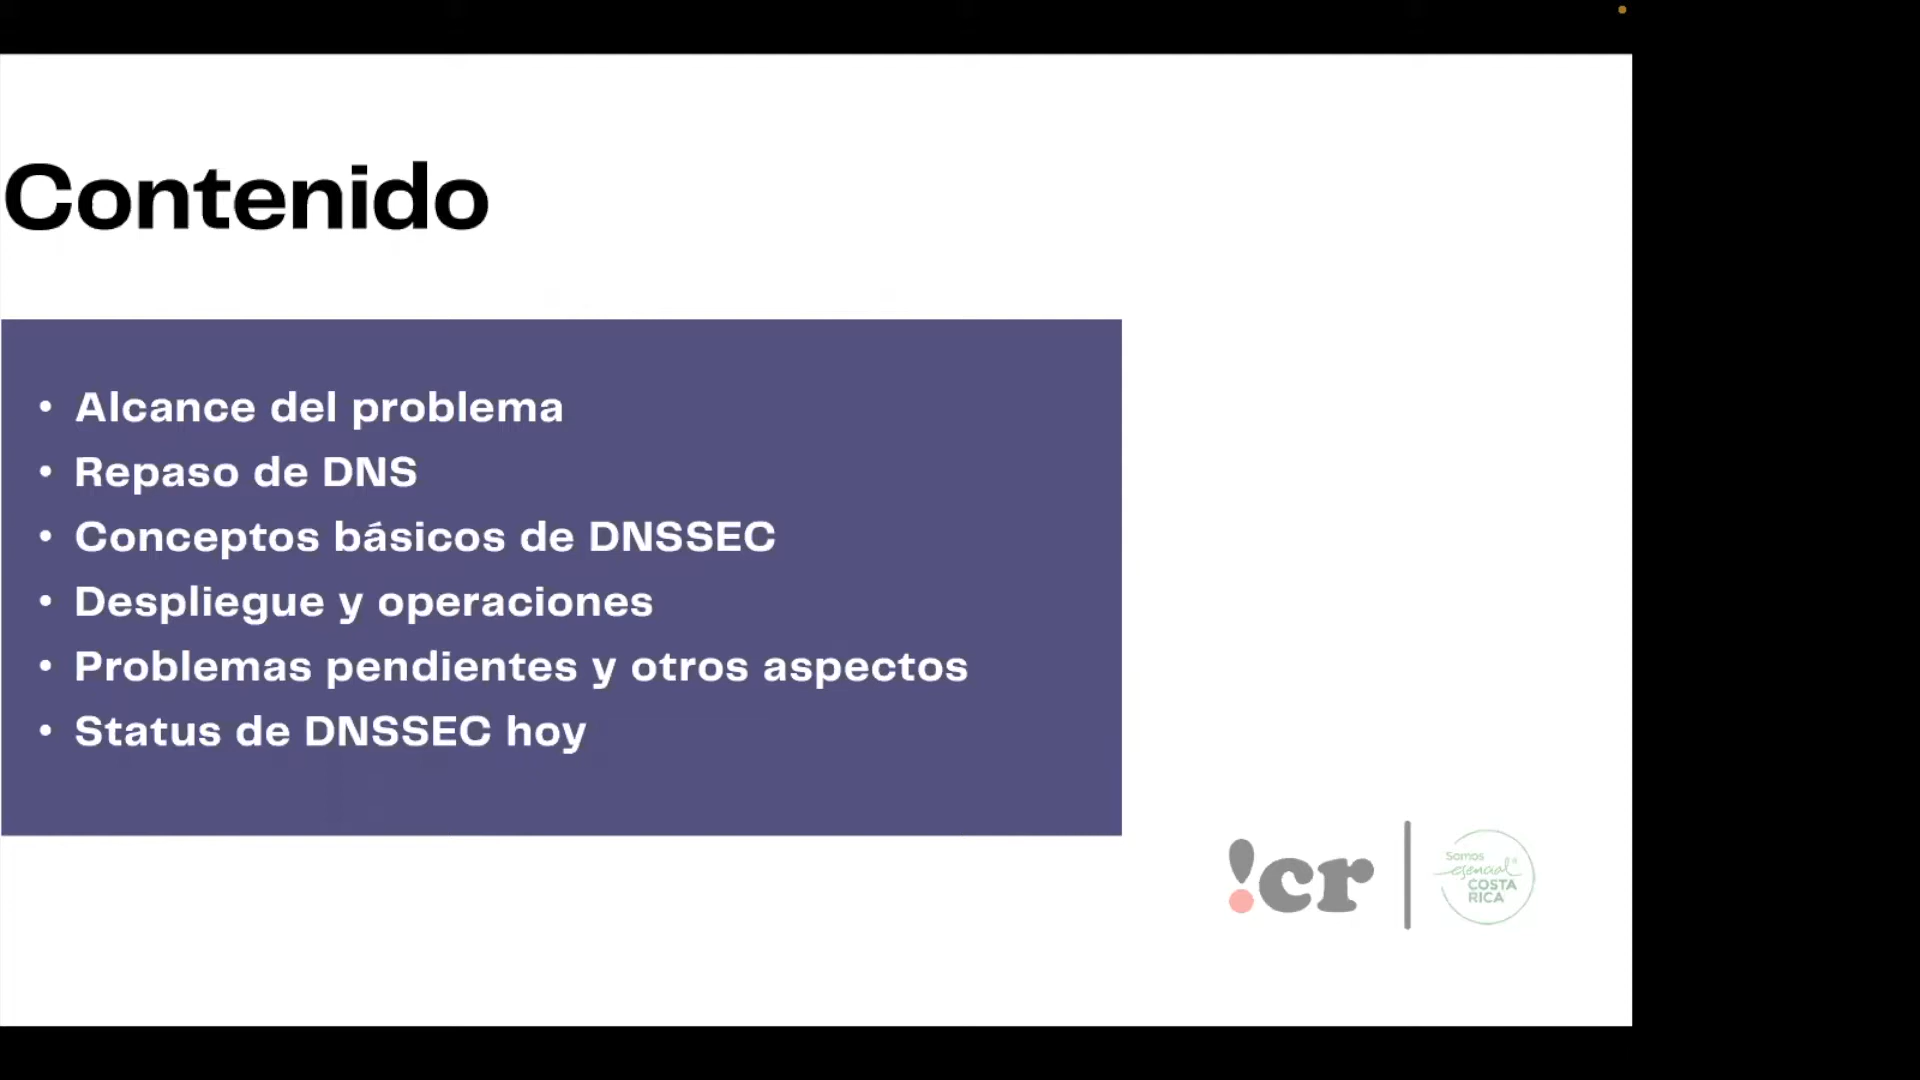 Contenido
• Alcance del problema
• Repaso de DNS
• Conceptos básicos de DNSSEC
• Despliegue y operaciones
• Problemas pendientes y otros aspectos
• Status de DNSSEC hoy
!cr
Somos
esencial
COSTA
RICA